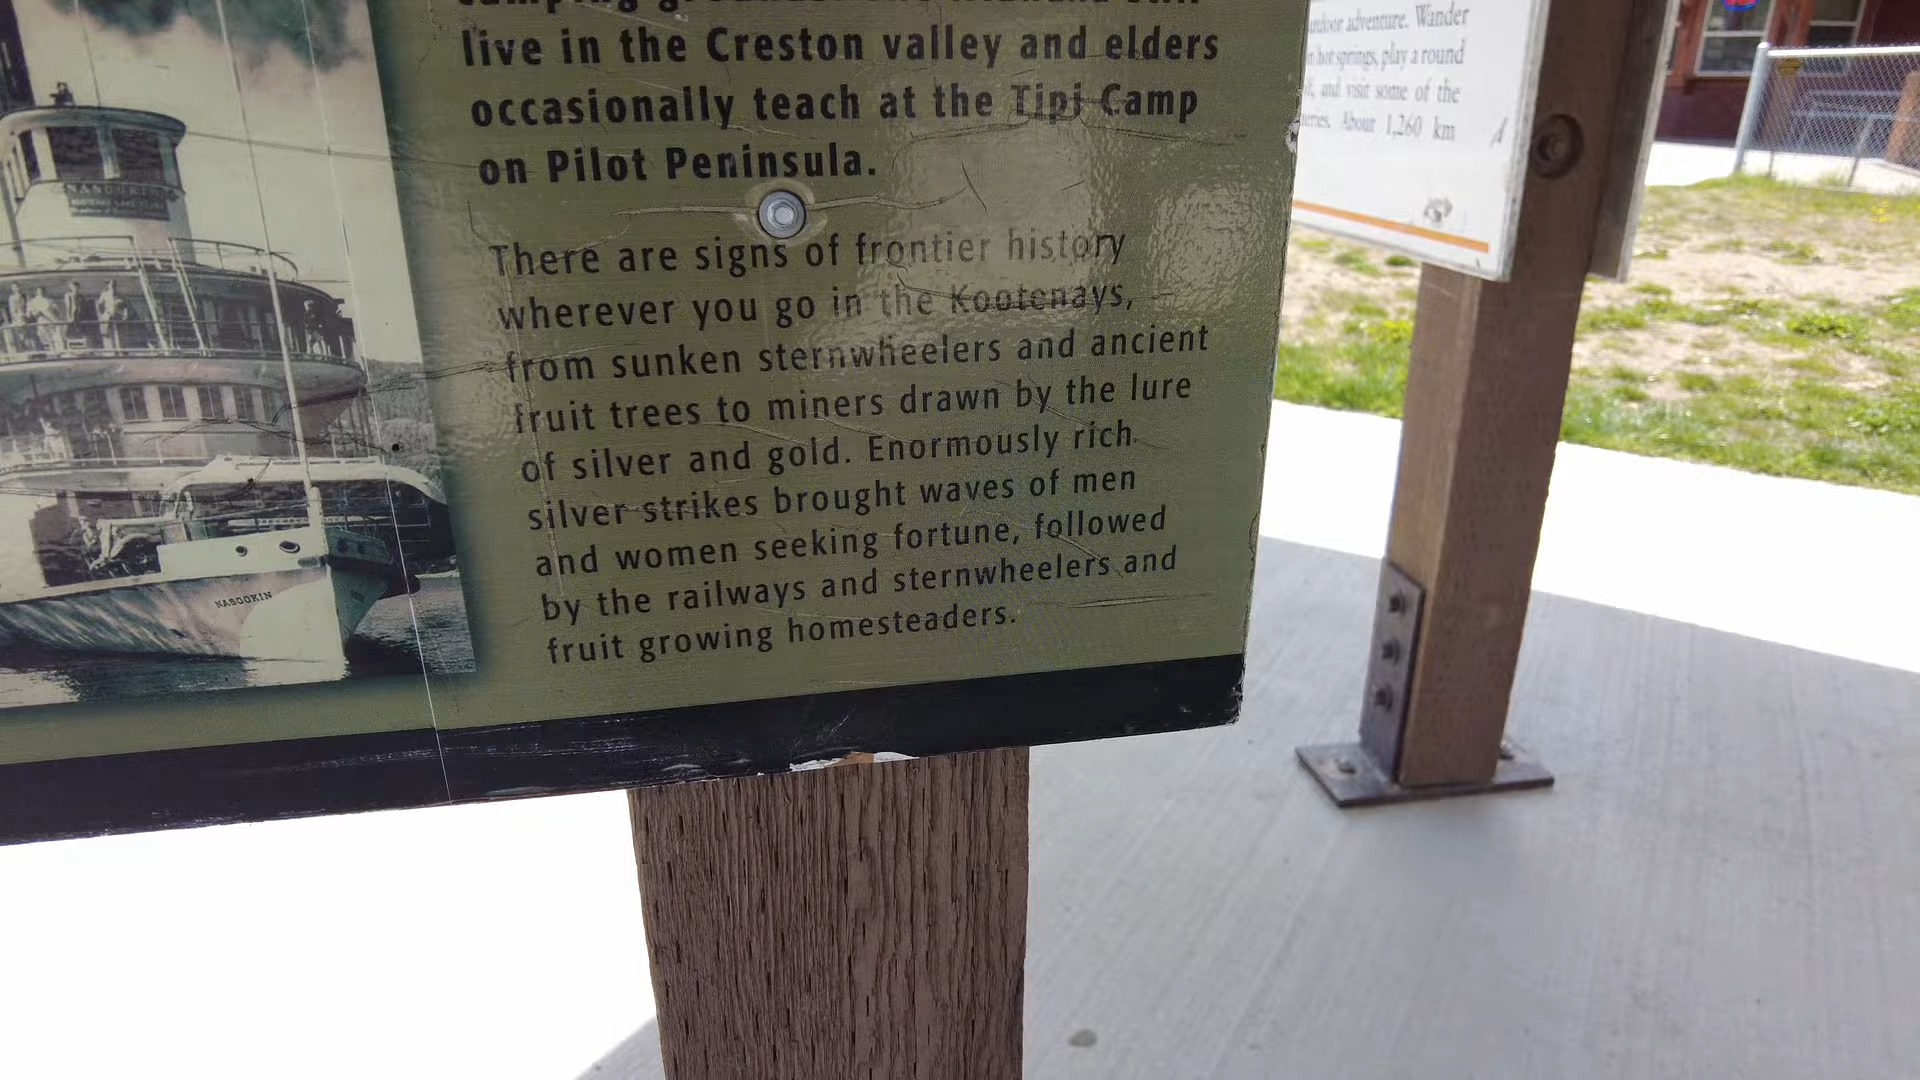 live in the Creston valley and elders
occasionally teach at the Tipi Camp
on Pilot Peninsula.
There are signs of frontier history
wherever you go in the Kootenays,
from sunken sternwheelers and ancient
fruit trees to miners drawn by the lure
of silver and gold. Enormously rich
silver strikes brought waves of men
and women seeking fortune, followed
by the railways and sternwheelers and
fruit growing homesteaders.
NASOOKIN
NASOOKIN
adventure. Wander
hot springs, play a round
and visit some of the
About 1,260 km